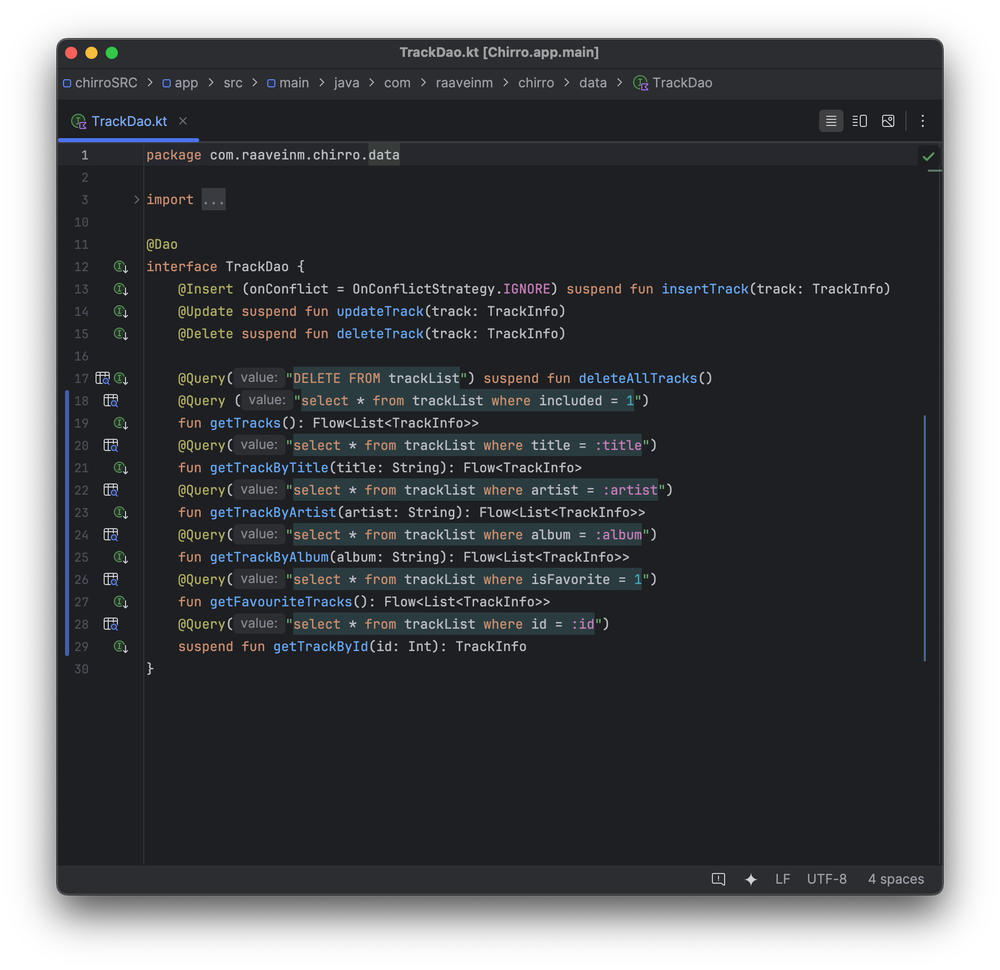 TrackDao.kt [Chirro.app.main]
chirroSRC > app > src > main > java > com > raaveinm > chirro > data > TrackDao
TrackDao.kt
1 package com.raaveinm.chirro.data
2
3 import ...
10
11 @Dao
12 interface TrackDao {
13 @Insert (onConflict = OnConflictStrategy.IGNORE) suspend fun insertTrack(track: TrackInfo)
14 @Update suspend fun updateTrack(track: TrackInfo)
15 @Delete suspend fun deleteTrack(track: TrackInfo)
16
17 @Query( value: "DELETE FROM trackList") suspend fun deleteAllTracks()
18 @Query ( value: "select * from trackList where included = 1")
19 fun getTracks(): Flow<List<TrackInfo>>
20 @Query( value: "select * from trackList where title = :title")
21 fun getTrackByTitle(title: String): Flow<TrackInfo>
22 @Query( value: "select * from tracklist where artist = :artist")
23 fun getTrackByArtist(artist: String): Flow<List<TrackInfo>>
24 @Query( value: "select * from tracklist where album = :album")
25 fun getTrackByAlbum(album: String): Flow<List<TrackInfo>>
26 @Query( value: "select * from trackList where isFavorite = 1")
27 fun getFavouriteTracks(): Flow<List<TrackInfo>>
28 @Query( value: "select * from trackList where id = :id")
29 suspend fun getTrackById(id: Int): TrackInfo
30 }
LF UTF-8 4 spaces